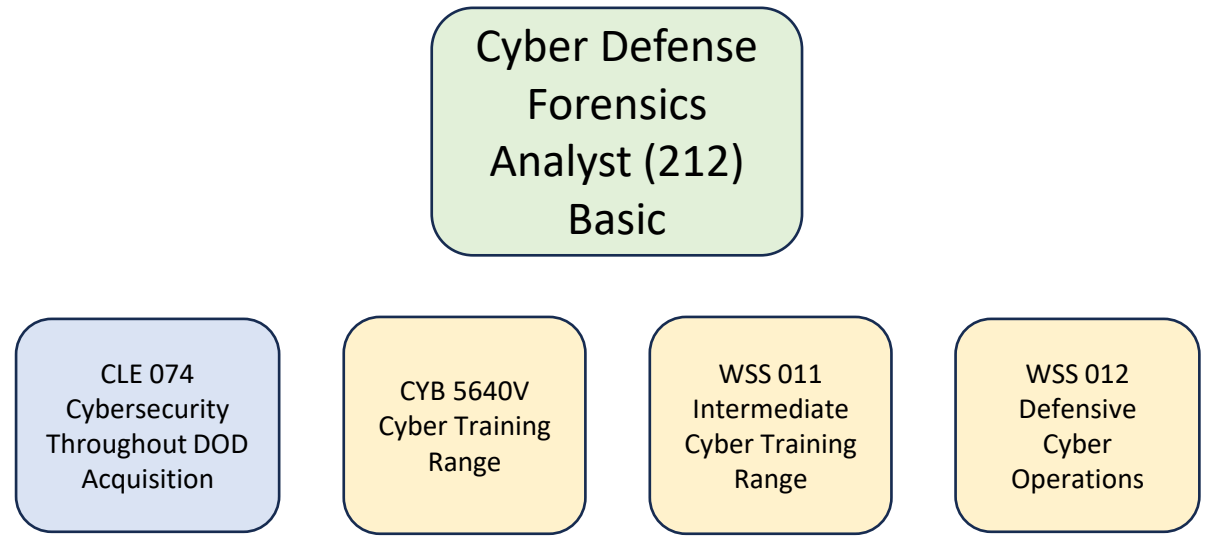 Cyber Defense
Forensics
Analyst (212)
Basic
CLE 074
Cybersecurity
Throughout DOD
Acquisition
CYB 5640V
Cyber Training
Range
WSS 011
Intermediate
Cyber Training
Range
WSS 012
Defensive
Cyber
Operations